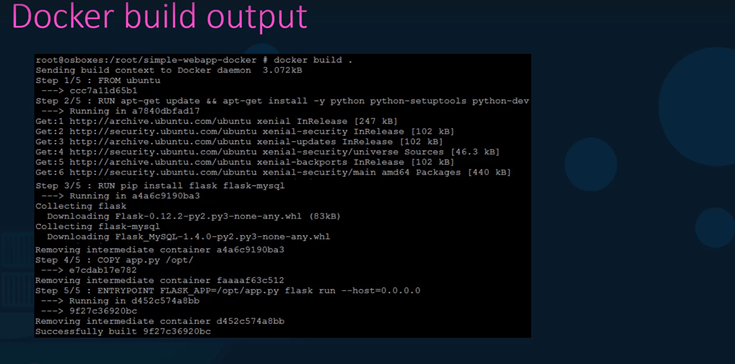 Docker build output
root@osboxes:/root/simple-webapp-docker # docker build .
Sending build context to Docker daemon  3.072kB
Step 1/5 : FROM ubuntu
 ---> ccc7a11d65b1
Step 2/5 : RUN apt-get update && apt-get install -y python python-setuptools python-dev
 ---> Running in a7840dbfad17
Get:1 http://archive.ubuntu.com/ubuntu xenial InRelease [247 kB]
Get:2 http://security.ubuntu.com/ubuntu xenial-security InRelease [102 kB]
Get:3 http://archive.ubuntu.com/ubuntu xenial-updates InRelease [102 kB]
Get:4 http://security.ubuntu.com/ubuntu xenial-security/universe Sources [46.3 kB]
Get:5 http://archive.ubuntu.com/ubuntu xenial-backports InRelease [102 kB]
Get:6 http://security.ubuntu.com/ubuntu xenial-security/main amd64 Packages [440 kB]
Step 3/5 : RUN pip install flask flask-mysql
 ---> Running in a4a6c9190ba3
Collecting flask
  Downloading Flask-0.12.2-py2.py3-none-any.whl (83kB)
Collecting flask-mysql
  Downloading Flask_MySQL-1.4.0-py2.py3-none-any.whl
Removing intermediate container a4a6c9190ba3
Step 4/5 : COPY app.py /opt/
 ---> e7cdab17e782
Removing intermediate container faaaaf63c512
Step 5/5 : ENTRYPOINT FLASK_APP=/opt/app.py flask run --host=0.0.0.0
 ---> Running in d452c574a8bb
 ---> 9f27c36920bc
Removing intermediate container d452c574a8bb
Successfully built 9f27c36920bc